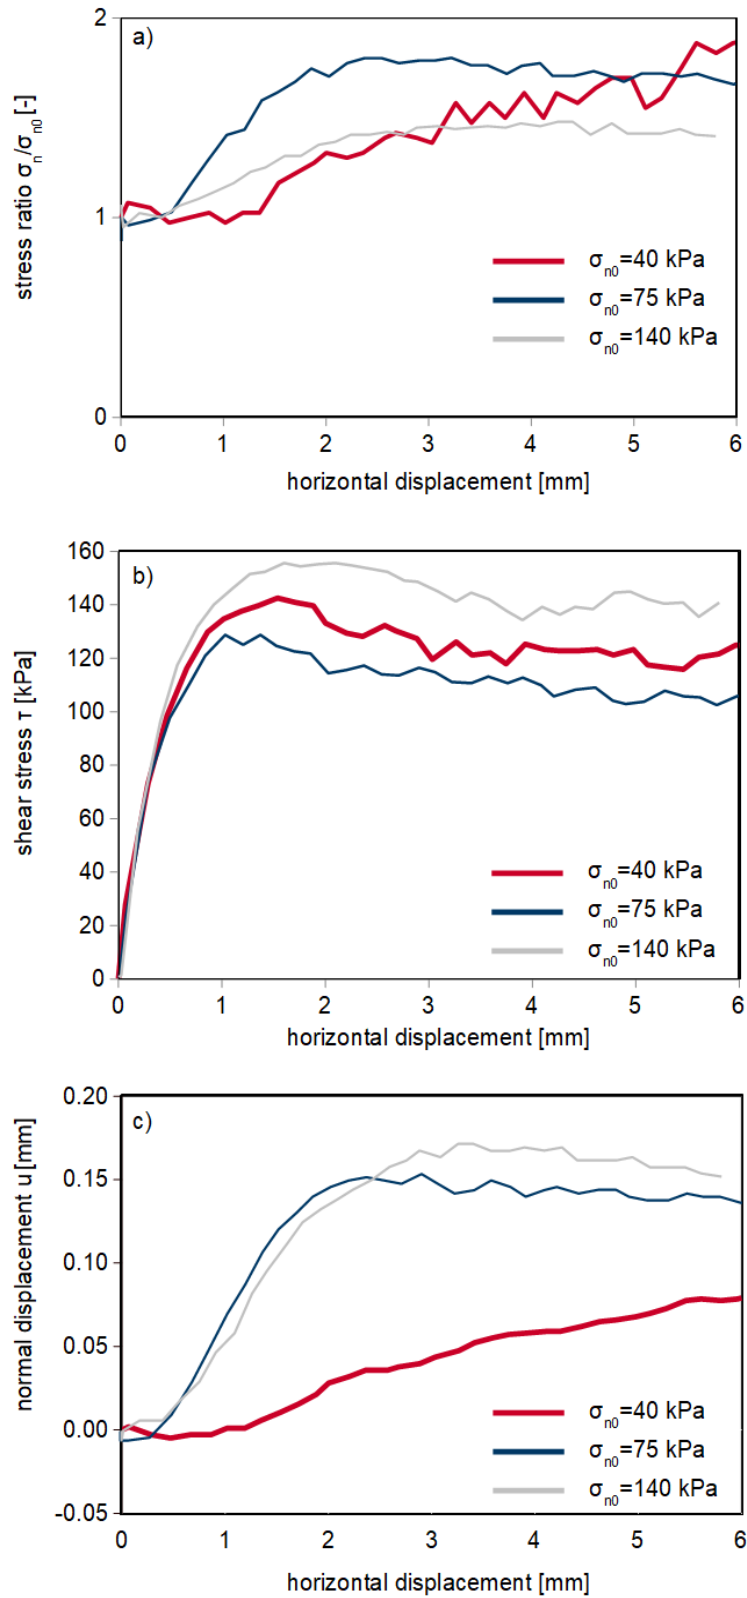 a)
stress ratio σn/σn0 [-]
2
1
0
σn0=40 kPa
σn0=75 kPa
σn0=140 kPa
0 1 2 3 4 5 6
horizontal displacement [mm]
b)
shear stress τ [kPa]
160
140
120
100
80
60
40
20
0
σn0=40 kPa
σn0=75 kPa
σn0=140 kPa
0 1 2 3 4 5 6
horizontal displacement [mm]
c)
normal displacement u [mm]
0.20
0.15
0.10
0.05
0.00
-0.05
σn0=40 kPa
σn0=75 kPa
σn0=140 kPa
0 1 2 3 4 5 6
horizontal displacement [mm]